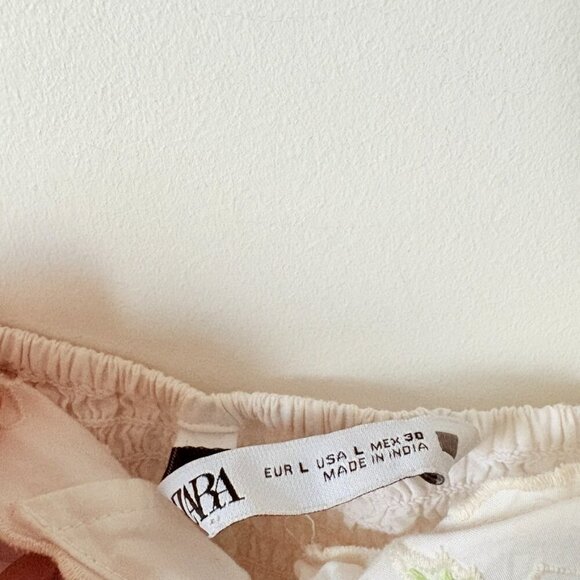 ZARA
EUR L USA L MEX 30
MADE IN INDIA